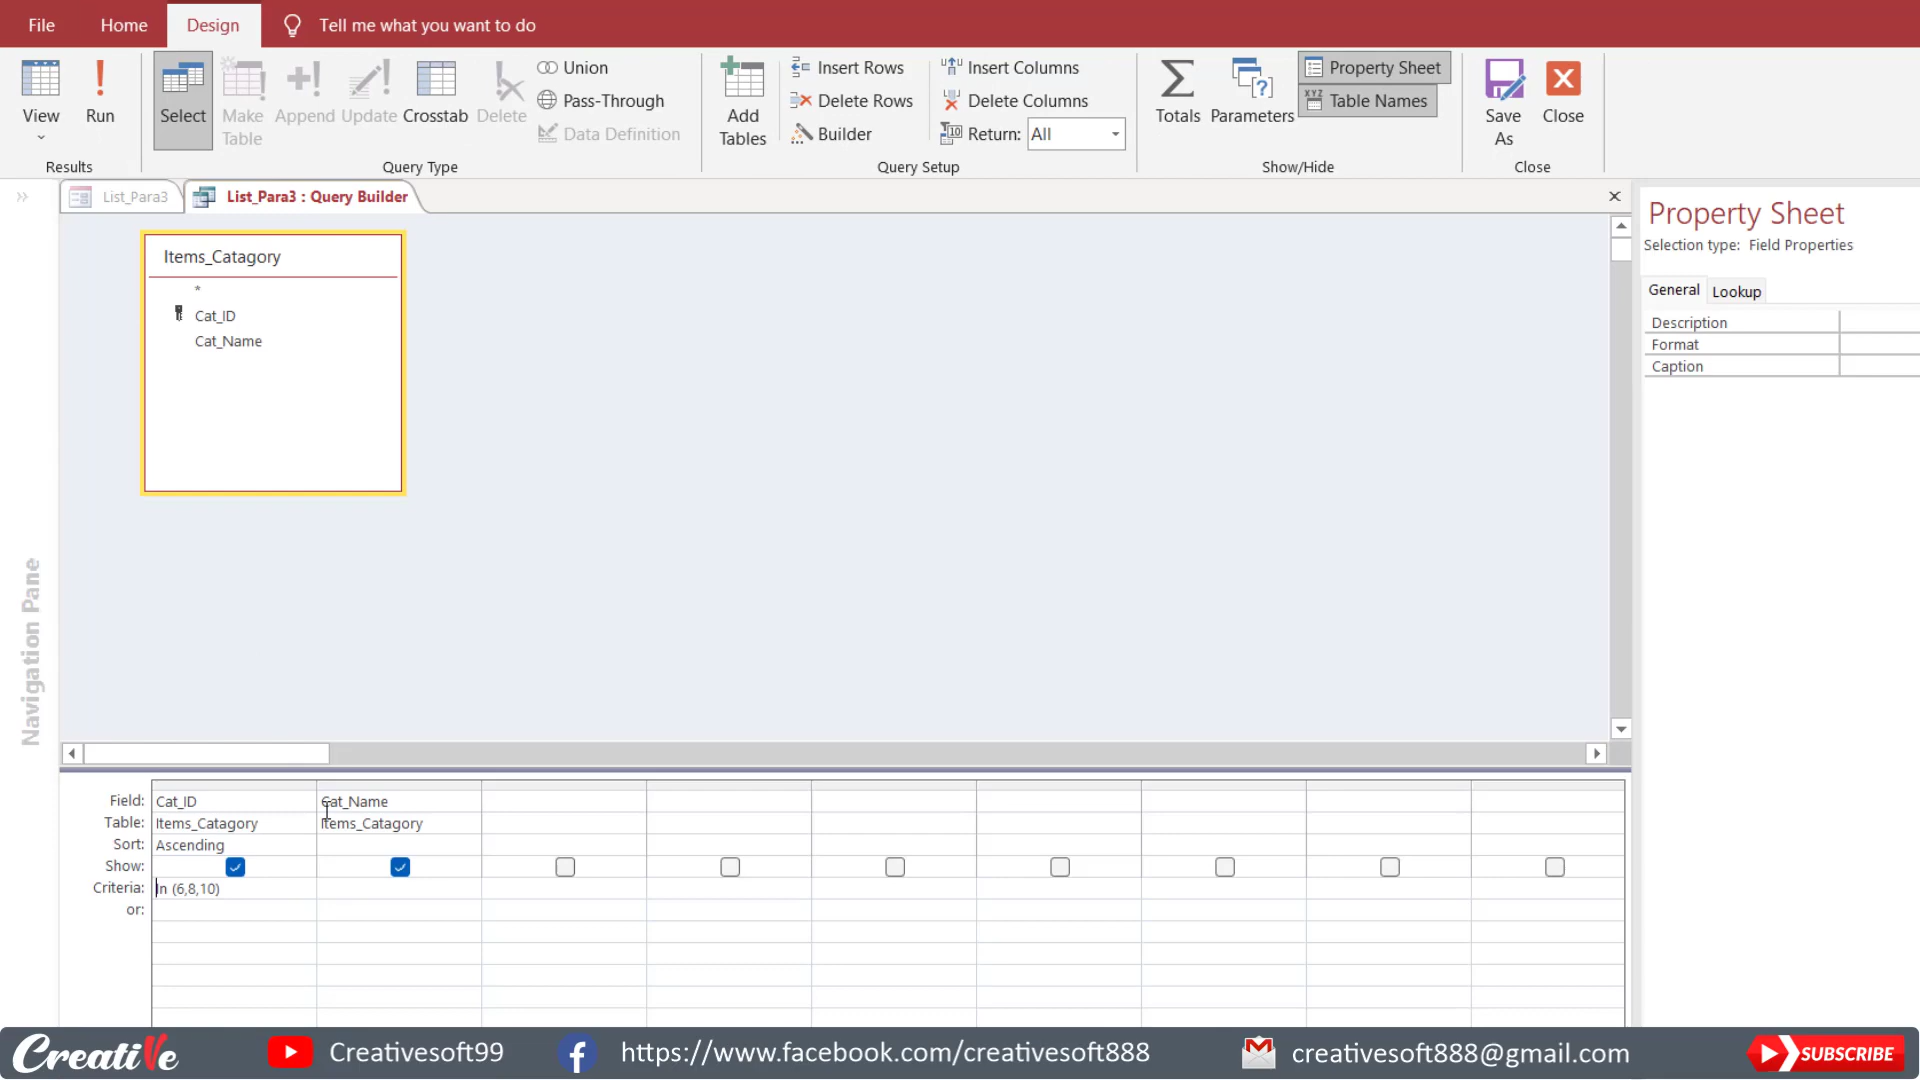 File Home Design Tell me what you want to do
View Run Select Make Table Append Update Crosstab Delete
Union
Pass-Through
Data Definition
Add Tables
Insert Rows
Delete Rows
Builder
Insert Columns
Delete Columns
Return: All
Totals Parameters
Property Sheet
XYZ Table Names
Save As Close
Results Query Type Query Setup Show/Hide Close
List_Para3 List_Para3 : Query Builder
Navigation Pane
Items_Catagory
*
Cat_ID
Cat_Name
Property Sheet
Selection type: Field Properties
General Lookup
Description
Format
Caption
Field: Cat_ID Cat_Name
Table: Items_Catagory Items_Catagory
Sort: Ascending
Show:
Criteria: In (6,8,10)
or:
CreatiVe Creativesoft99 https://www.facebook.com/creativesoft888 creativesoft888@gmail.com SUBSCRIBE